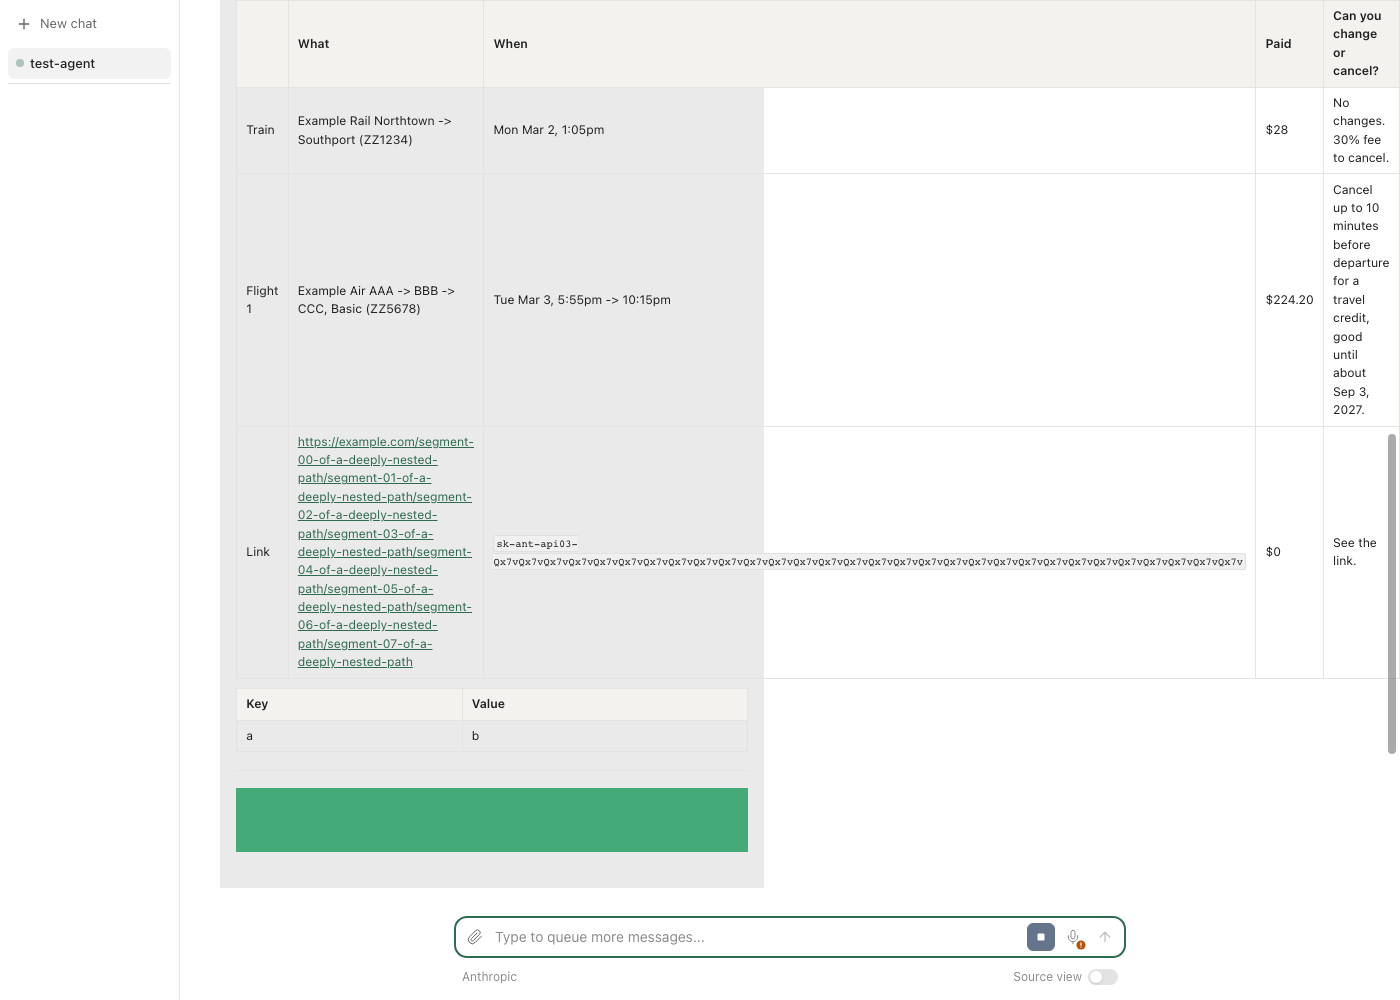 New chat
test-agent
What
When
Paid
Can you
change
or
cancel?
Train
Example Rail Northtown ->
Southport (ZZ1234)
Mon Mar 2, 1:05pm
$28
No
changes.
30% fee
to cancel.
Flight
1
Example Air AAA -> BBB ->
CCC, Basic (ZZ5678)
Tue Mar 3, 5:55pm -> 10:15pm
$224.20
Cancel
up to 10
minutes
before
departure
for a
travel
credit,
good
until
about
Sep 3,
2027.
Link
https://example.com/segment-
00-of-a-deeply-nested-
path/segment-01-of-a-
deeply-nested-path/segment-
02-of-a-deeply-nested-
path/segment-03-of-a-
deeply-nested-path/segment-
04-of-a-deeply-nested-
path/segment-05-of-a-
deeply-nested-path/segment-
06-of-a-deeply-nested-
path/segment-07-of-a-
deeply-nested-path
sk-ant-api03-
Qx7vQx7vQx7vQx7vQx7vQx7vQx7vQx7vQx7vQx7vQx7vQx7vQx7vQx7vQx7vQx7vQx7vQx7vQx7vQx7vQx7vQx7vQx7vQx7vQx7vQx7vQx7vQx7vQx7vQx7v
$0
See the
link.
Key
Value
a
b
Type to queue more messages...
Anthropic
Source view